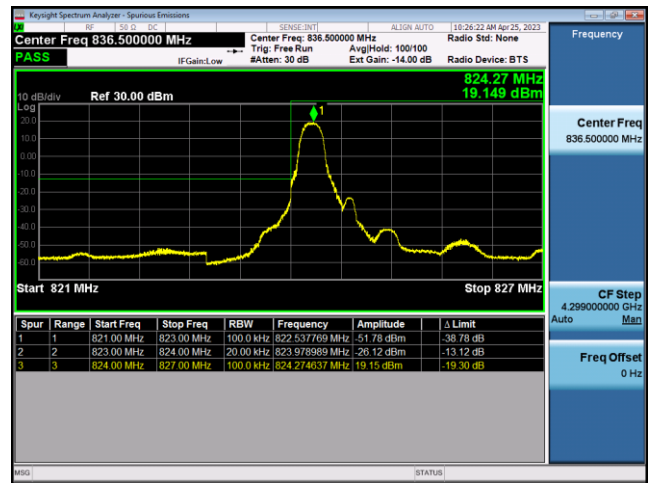 Keysight Spectrum Analyzer - Spurious Emissions
RF 50 Ω DC SENSE:INT ALIGN AUTO 10:26:22 AM Apr 25, 2023
Center Freq 836.500000 MHz
Center Freq: 836.500000 MHz Radio Std: None
Trig: Free Run Avg|Hold: 100/100
PASS IFGain:Low #Atten: 30 dB Ext Gain: -14.00 dB Radio Device: BTS
824.27 MHz
19.149 dBm
10 dB/div Ref 30.00 dBm
Log
1
20.0
10.0
0.00
-10.0
-20.0
-30.0
-40.0
-50.0
-60.0
Start 821 MHz Stop 827 MHz
Spur Range Start Freq Stop Freq RBW Frequency Amplitude Δ Limit
1 1 821.00 MHz 823.00 MHz 100.0 kHz 822.537769 MHz -51.78 dBm -38.78 dB
2 2 823.00 MHz 824.00 MHz 20.00 kHz 823.978989 MHz -26.12 dBm -13.12 dB
3 3 824.00 MHz 827.00 MHz 100.0 kHz 824.274637 MHz 19.15 dBm -19.30 dB
MSG STATUS
Frequency
Center Freq
836.500000 MHz
CF Step
4.299000000 GHz
Auto Man
Freq Offset
0 Hz